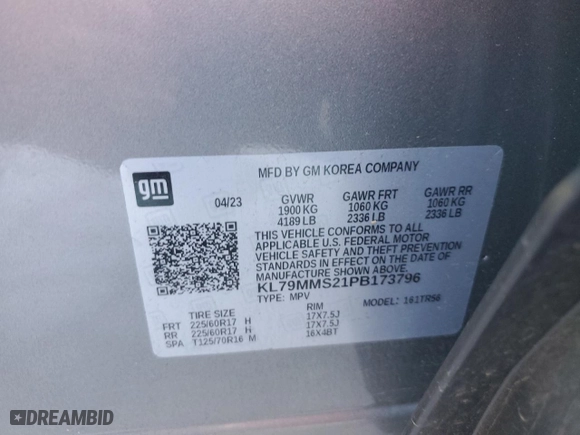 gm
MFD BY GM KOREA COMPANY
04/23 GVWR GAWR FRT GAWR RR
1900 KG 1060 KG 1060 KG
4189 LB 2336 LB 2336 LB
THIS VEHICLE CONFORMS TO ALL
APPLICABLE U.S. FEDERAL MOTOR
VEHICLE SAFETY AND THEFT PREVENTION
STANDARDS IN EFFECT ON THE DATE OF
MANUFACTURE SHOWN ABOVE.
KL79MMS21PB173796
TYPE: MPV MODEL: 161TR58
TIRE SIZE RIM
FRT 225/60R17 H 17X7.5J
RR 225/60R17 H 17X7.5J
SPA T125/70R16 M 16X4BT
© DREAMBID